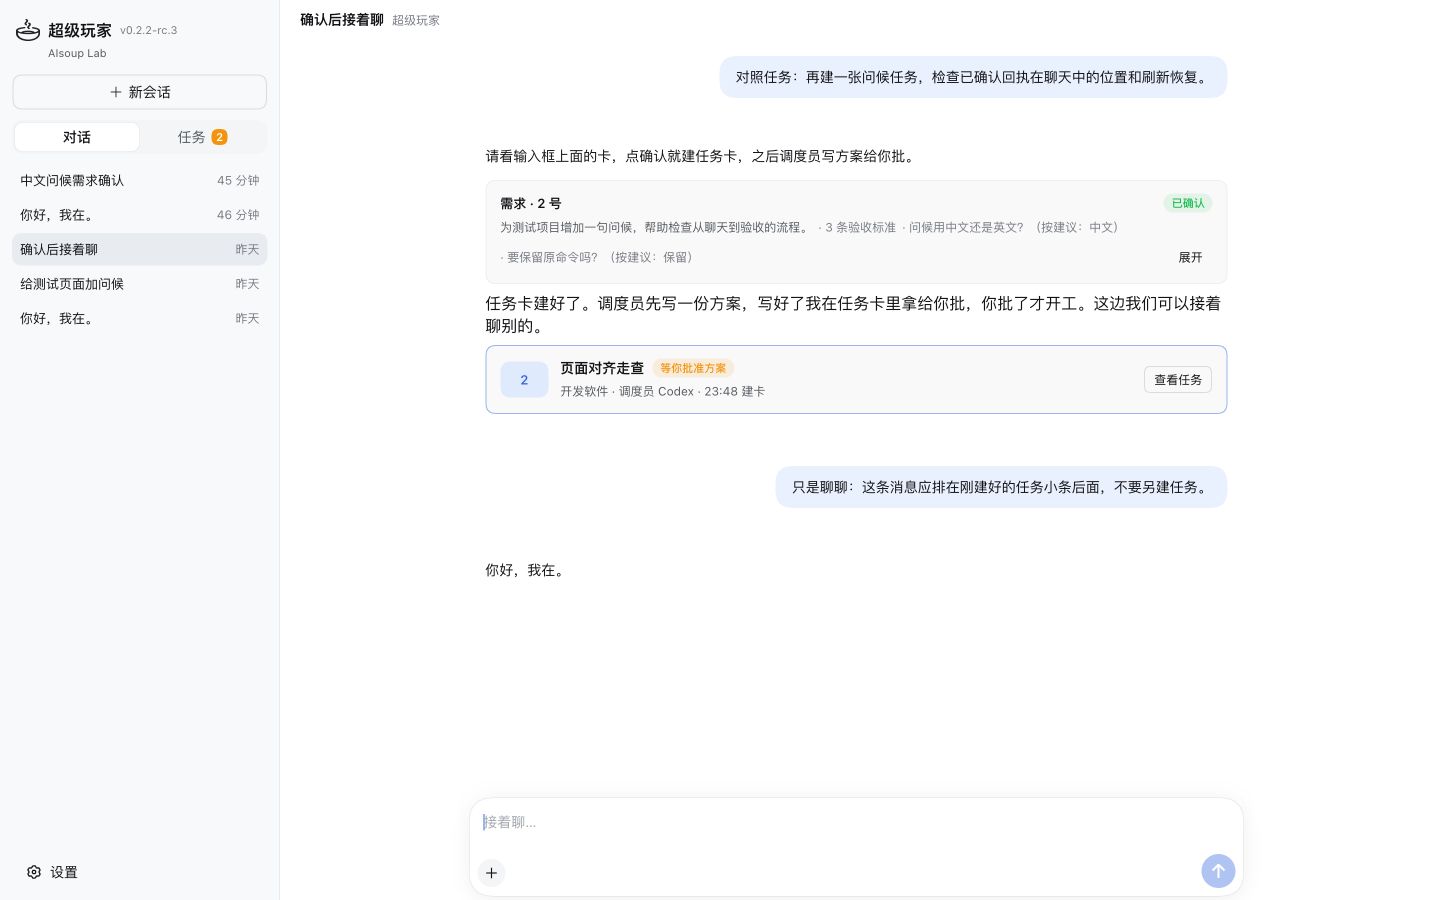 超级玩家 v0.2.2-rc.3
AIsoup Lab
新会话
对话 任务 2
中文问候需求确认 45 分钟
你好，我在。 46 分钟
确认后接着聊 昨天
给测试页面加问候 昨天
你好，我在。 昨天
设置
确认后接着聊 超级玩家
对照任务：再建一张问候任务，检查已确认回执在聊天中的位置和刷新恢复。
请看输入框上面的卡，点确认就建任务卡，之后调度员写方案给你批。
需求 · 2 号 已确认
为测试项目增加一句问候，帮助检查从聊天到验收的流程。 · 3 条验收标准 · 问候用中文还是英文？（按建议：中文）
· 要保留原命令吗？（按建议：保留） 展开
任务卡建好了。调度员先写一份方案，写好了我在任务卡里拿给你批，你批了才开工。这边我们可以接着
聊别的。
2 页面对齐走查 等你批准方案
开发软件 · 调度员 Codex · 23:48 建卡 查看任务
只是聊聊：这条消息应排在刚建好的任务小条后面，不要另建任务。
你好，我在。
接着聊...